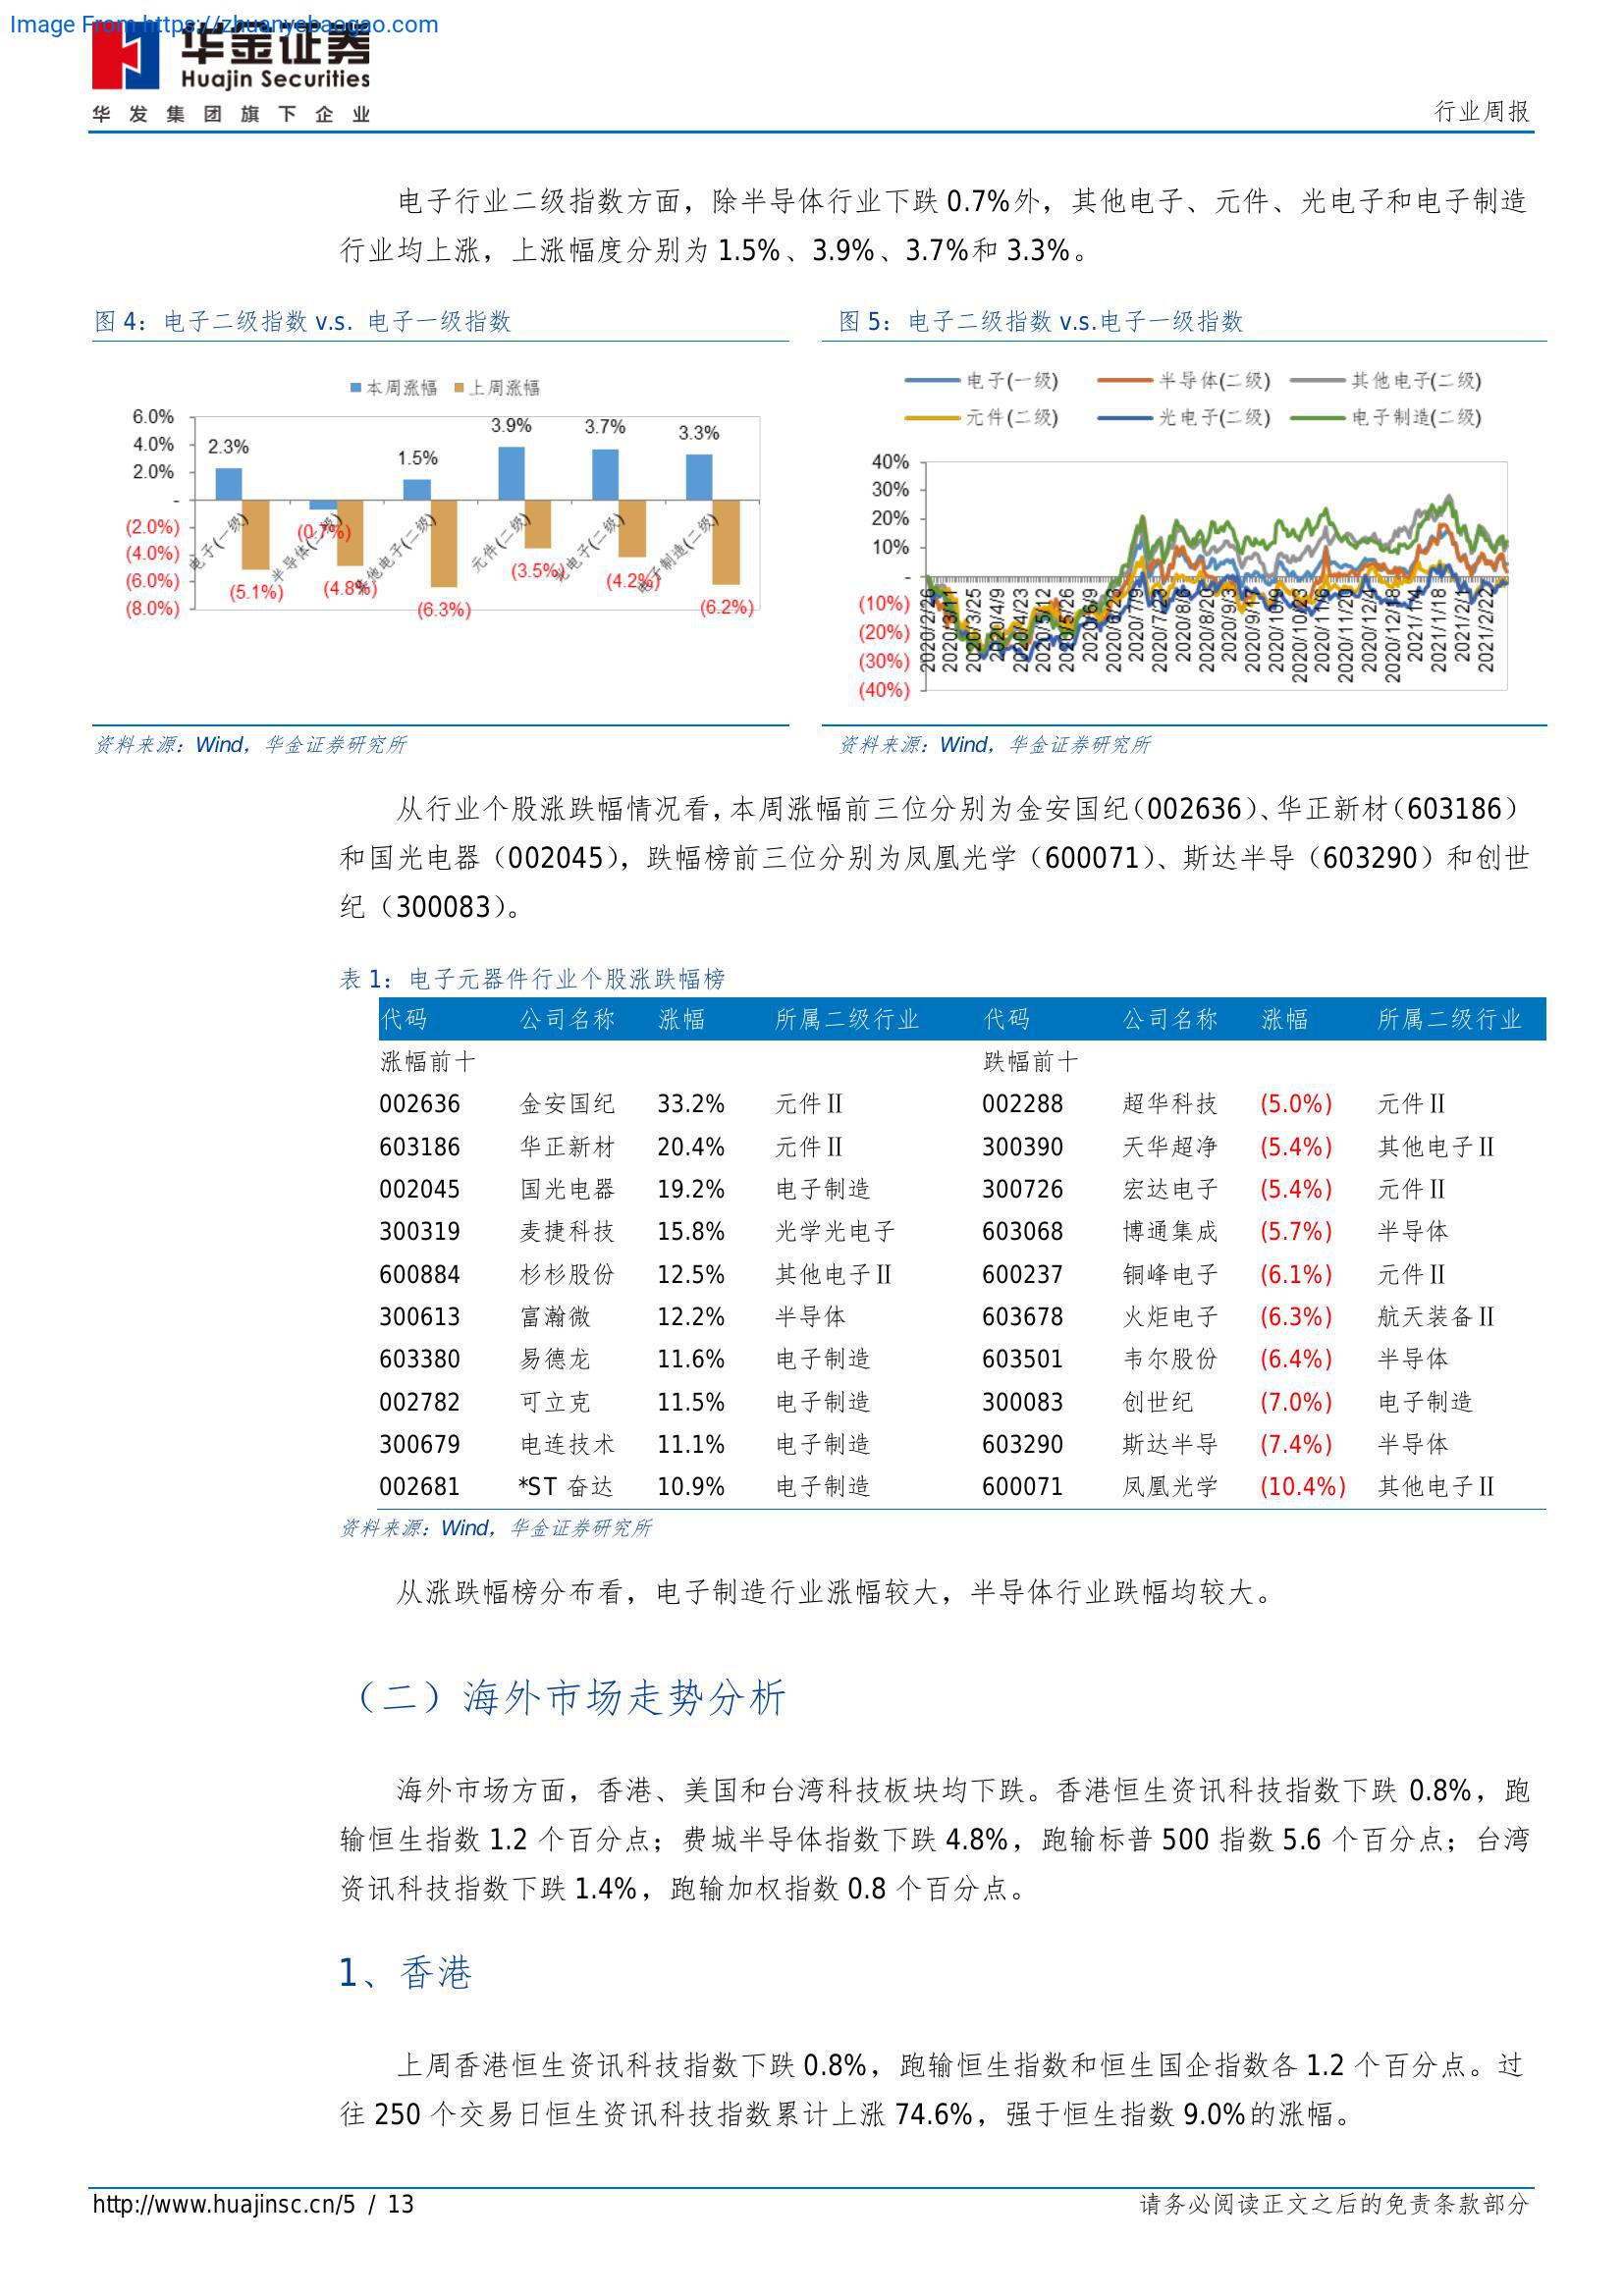 Image From https://zhuanyebaogao.com
华金证券
Huajin Securities
华发集团旗下企业
行业周报
电子行业二级指数方面，除半导体行业下跌 0.7%外，其他电子、元件、光电子和电子制造
行业均上涨，上涨幅度分别为 1.5%、3.9%、3.7%和 3.3%。
图 4：电子二级指数 v.s. 电子一级指数
本周涨幅 上周涨幅
6.0%
4.0%
2.0%
-
(2.0%)
(4.0%)
(6.0%)
(8.0%)
2.3%
(0.7%)
1.5%
3.9%
3.7%
3.3%
(5.1%)
(4.8%)
(6.3%)
(3.5%)
(4.2%)
(6.2%)
电子(一级)
半导体(二级)
其他电子(二级)
元件(二级)
光电子(二级)
电子制造(二级)
资料来源：Wind，华金证券研究所
图 5：电子二级指数 v.s.电子一级指数
电子(一级) 半导体(二级) 其他电子(二级)
元件(二级) 光电子(二级) 电子制造(二级)
40%
30%
20%
10%
-
(10%)
(20%)
(30%)
(40%)
2020/2/26
2020/3/11
2020/3/25
2020/4/9
2020/4/23
2020/5/12
2020/5/26
2020/6/9
2020/6/23
2020/7/9
2020/7/23
2020/8/6
2020/8/20
2020/9/3
2020/9/17
2020/10/9
2020/10/23
2020/11/6
2020/11/20
2020/12/4
2020/12/18
2021/1/4
2021/1/18
2021/2/1
2021/2/22
资料来源：Wind，华金证券研究所
从行业个股涨跌幅情况看，本周涨幅前三位分别为金安国纪（002636）、华正新材（603186）
和国光电器（002045），跌幅榜前三位分别为凤凰光学（600071）、斯达半导（603290）和创世
纪（300083）。
表 1：电子元器件行业个股涨跌幅榜
代码 公司名称 涨幅 所属二级行业 代码 公司名称 涨幅 所属二级行业
涨幅前十 跌幅前十
002636 金安国纪 33.2% 元件Ⅱ 002288 超华科技 (5.0%) 元件Ⅱ
603186 华正新材 20.4% 元件Ⅱ 300390 天华超净 (5.4%) 其他电子Ⅱ
002045 国光电器 19.2% 电子制造 300726 宏达电子 (5.4%) 元件Ⅱ
300319 麦捷科技 15.8% 光学光电子 603068 博通集成 (5.7%) 半导体
600884 杉杉股份 12.5% 其他电子Ⅱ 600237 铜峰电子 (6.1%) 元件Ⅱ
300613 富瀚微 12.2% 半导体 603678 火炬电子 (6.3%) 航天装备Ⅱ
603380 易德龙 11.6% 电子制造 603501 韦尔股份 (6.4%) 半导体
002782 可立克 11.5% 电子制造 300083 创世纪 (7.0%) 电子制造
300679 电连技术 11.1% 电子制造 603290 斯达半导 (7.4%) 半导体
002681 *ST 奋达 10.9% 电子制造 600071 凤凰光学 (10.4%) 其他电子Ⅱ
资料来源：Wind，华金证券研究所
从涨跌幅榜分布看，电子制造行业涨幅较大，半导体行业跌幅均较大。
（二）海外市场走势分析
海外市场方面，香港、美国和台湾科技板块均下跌。香港恒生资讯科技指数下跌 0.8%，跑
输恒生指数 1.2 个百分点；费城半导体指数下跌 4.8%，跑输标普 500 指数 5.6 个百分点；台湾
资讯科技指数下跌 1.4%，跑输加权指数 0.8 个百分点。
1、香港
上周香港恒生资讯科技指数下跌 0.8%，跑输恒生指数和恒生国企指数各 1.2 个百分点。过
往 250 个交易日恒生资讯科技指数累计上涨 74.6%，强于恒生指数 9.0%的涨幅。
http://www.huajinsc.cn/5 / 13
请务必阅读正文之后的免责条款部分